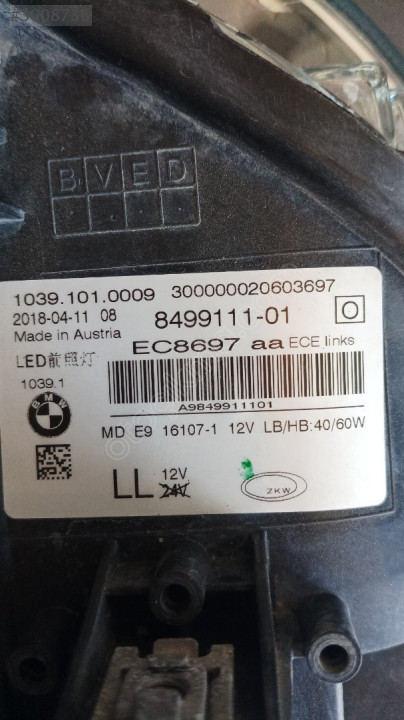 B V E D
1039.101.0009 300000020603697
2018-04-11 08 8499111-01 O
Made in Austria
EC8697 aa ECE links
LED前照灯
1039.1
BMW
A9849911101
MD E9 16107-1 12V LB/HB:40/60W
LL 12V
24V
ZKW